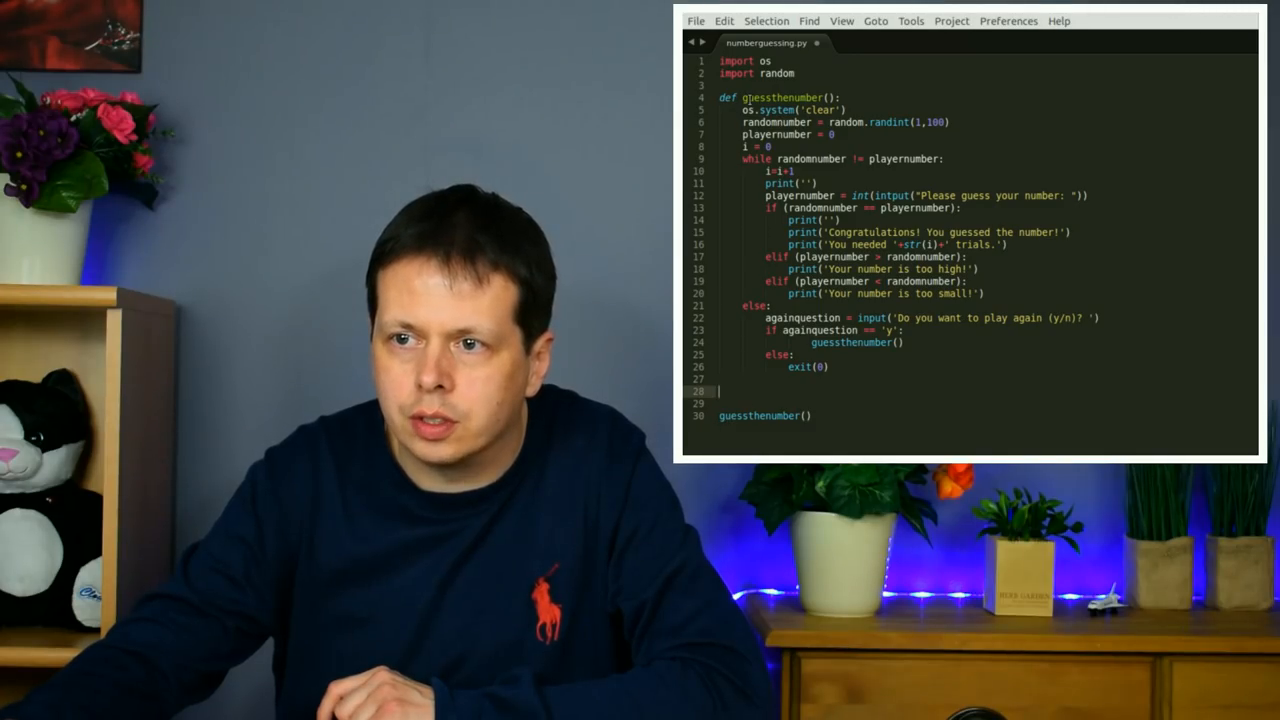 File Edit Selection Find View Goto Tools Project Preferences Help
numberguessing.py
1 import os
2 import random
3
4 def guessthenumber():
5 os.system('clear')
6 randomnumber = random.randint(1,100)
7 playernumber = 0
8 i = 0
9 while randomnumber != playernumber:
10 i=i+1
11 print('')
12 playernumber = int(intput("Please guess your number: "))
13 if (randomnumber == playernumber):
14 print('')
15 print('Congratulations! You guessed the number!')
16 print('You needed '+str(i)+' trials.')
17 elif (playernumber > randomnumber):
18 print('Your number is too high!')
19 elif (playernumber < randomnumber):
20 print('Your number is too small!')
21 else:
22 againquestion = input('Do you want to play again (y/n)? ')
23 if againquestion == 'y':
24 guessthenumber()
25 else:
26 exit(0)
27
28
29
30 guessthenumber()
HERB GARDEN